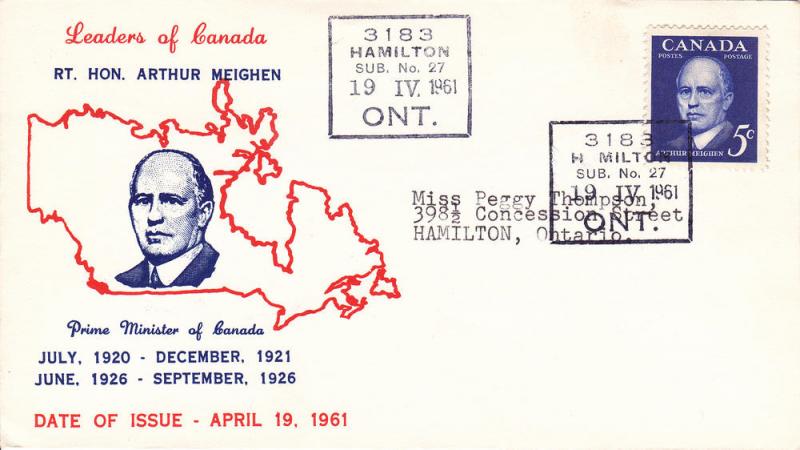 Leaders of Canada
RT. HON. ARTHUR MEIGHEN
Prime Minister of Canada
JULY, 1920 - DECEMBER, 1921
JUNE, 1926 - SEPTEMBER, 1926
DATE OF ISSUE - APRIL 19, 1961
3183
HAMILTON
SUB. No. 27
19 IV 1961
ONT.
CANADA
POSTES POSTAGE
ARTHUR MEIGHEN 5c
3183
H MILTON
SUB. No. 27
19 IV 1961
ONT.
Miss Peggy Thompson,
398½ Concession Street
HAMILTON, Ontario.